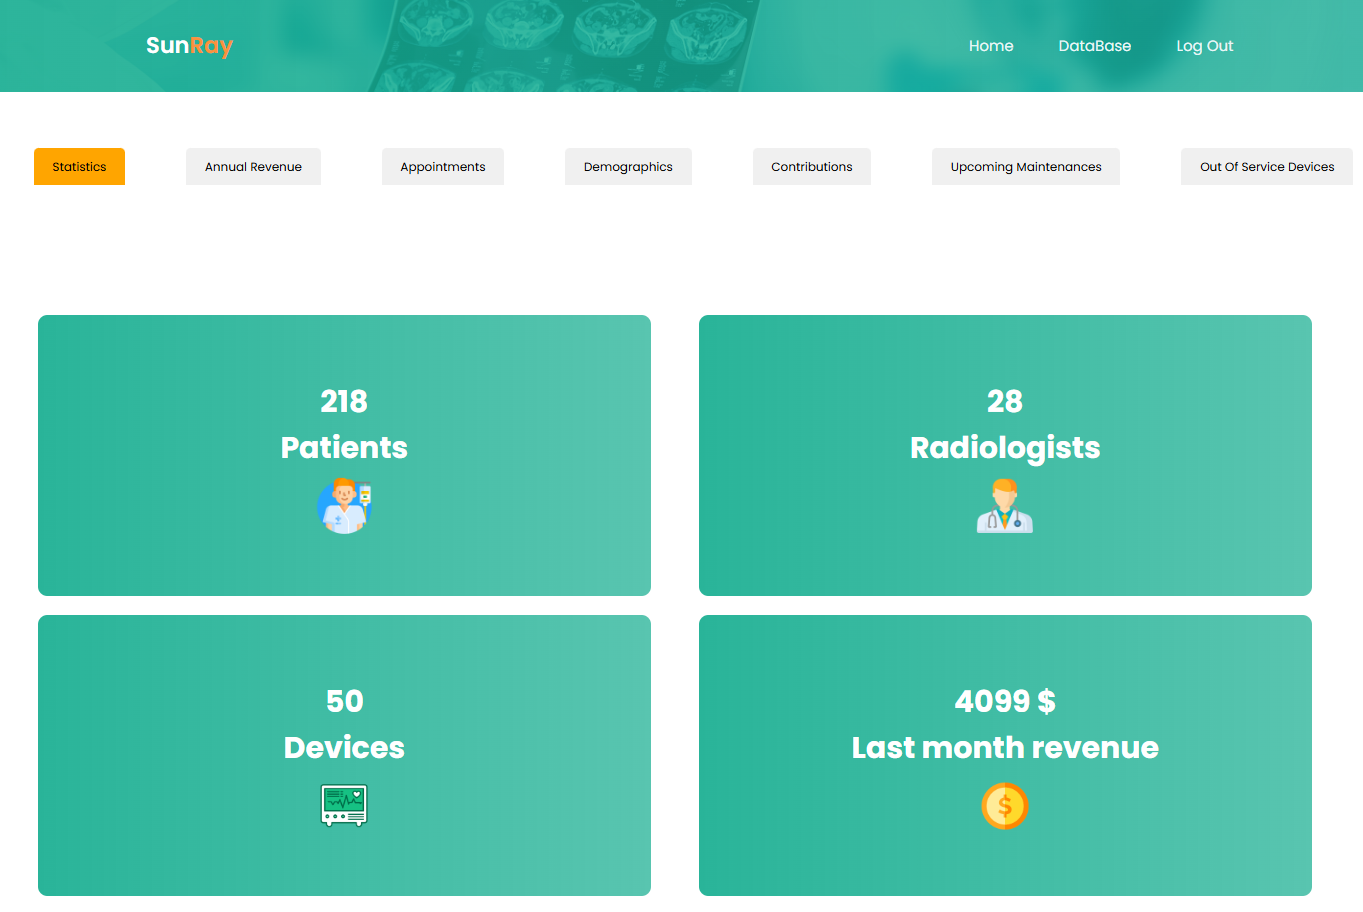 SunRay
Home DataBase Log Out
Statistics Annual Revenue Appointments Demographics Contributions Upcoming Maintenances Out Of Service Devices
218
Patients
28
Radiologists
50
Devices
4099 $
Last month revenue
$